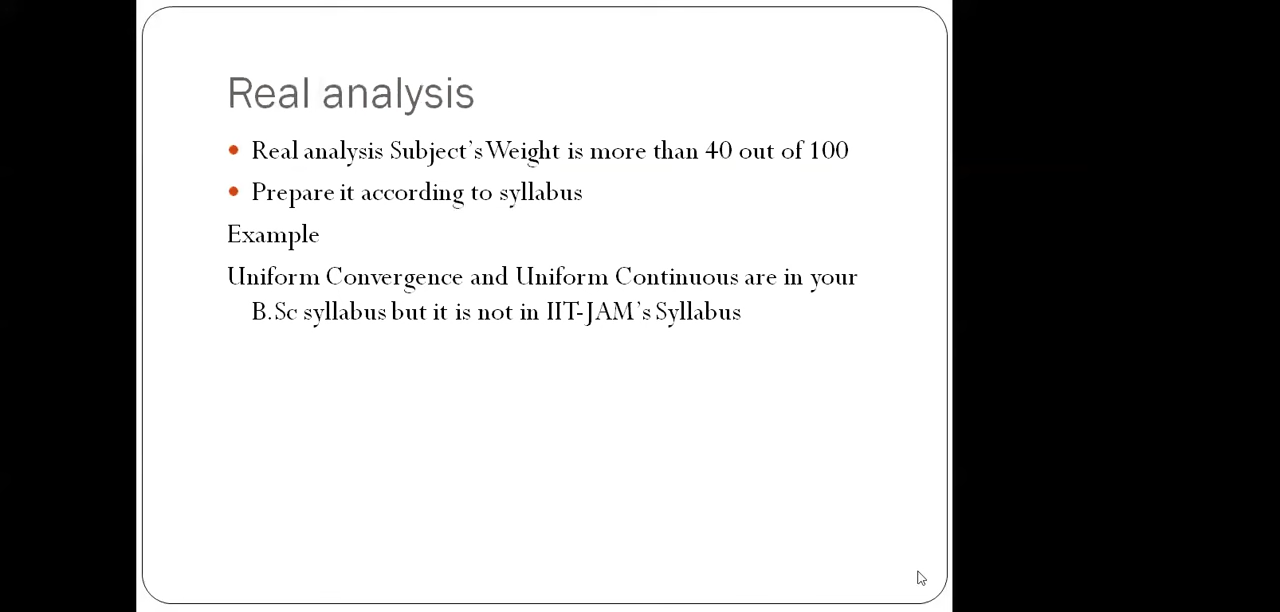 Real analysis
• Real analysis Subject's Weight is more than 40 out of 100
• Prepare it according to syllabus
Example
Uniform Convergence and Uniform Continuous are in your
B.Sc syllabus but it is not in IIT-JAM's Syllabus